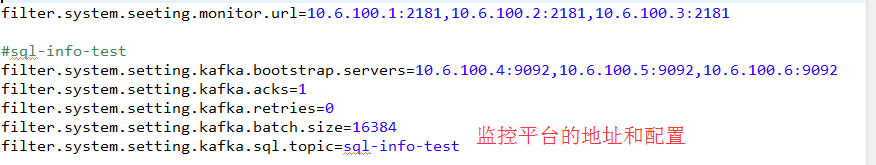 filter.system.seeting.monitor.url=10.6.100.1:2181,10.6.100.2:2181,10.6.100.3:2181
#sql-info-test
filter.system.setting.kafka.bootstrap.servers=10.6.100.4:9092,10.6.100.5:9092,10.6.100.6:9092
filter.system.setting.kafka.acks=1
filter.system.setting.kafka.retries=0
filter.system.setting.kafka.batch.size=16384
filter.system.setting.kafka.sql.topic=sql-info-test
监控平台的地址和配置